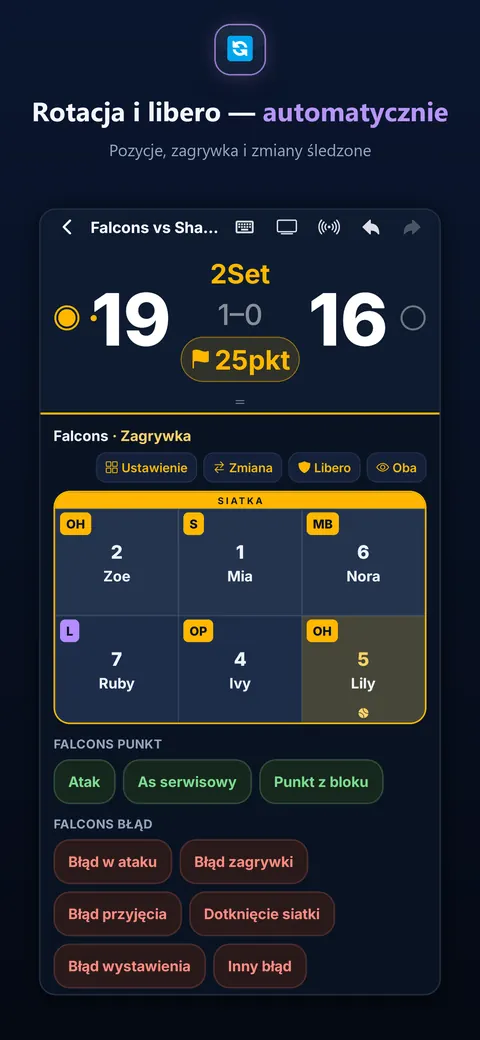 Rotacja i libero — automatycznie
Pozycje, zagrywka i zmiany śledzone
Falcons vs Sha...
2Set
19 1–0 16
25pkt
Falcons · Zagrywka
Ustawienie Zmiana Libero Oba
SIATKA
OH S MB
2 1 6
Zoe Mia Nora
L OP OH
7 4 5
Ruby Ivy Lily
FALCONS PUNKT
Atak As serwisowy Punkt z bloku
FALCONS BŁĄD
Błąd w ataku Błąd zagrywki
Błąd przyjęcia Dotknięcie siatki
Błąd wystawienia Inny błąd